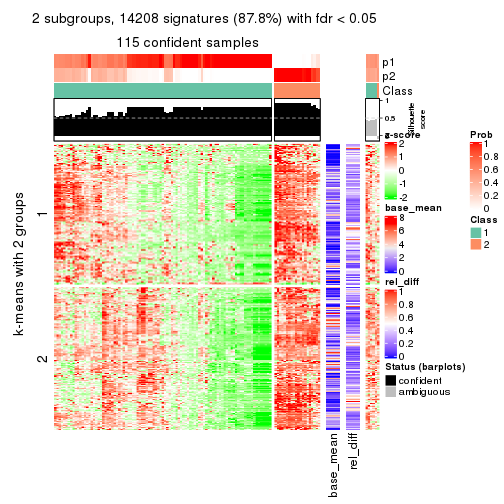 2 subgroups, 14208 signatures (87.8%) with fdr < 0.05
115 confident samples
p1
p2
Class
1
0.5
0
Silhouette
score
k-means with 2 groups
1
2
base_mean
rel_diff
z-score
2
1
0
-1
-2
base_mean
8
6
4
2
0
rel_diff
1
0.8
0.6
0.4
0.2
0
Status (barplots)
confident
ambiguous
Prob
1
0.8
0.6
0.4
0.2
0
Class
1
2